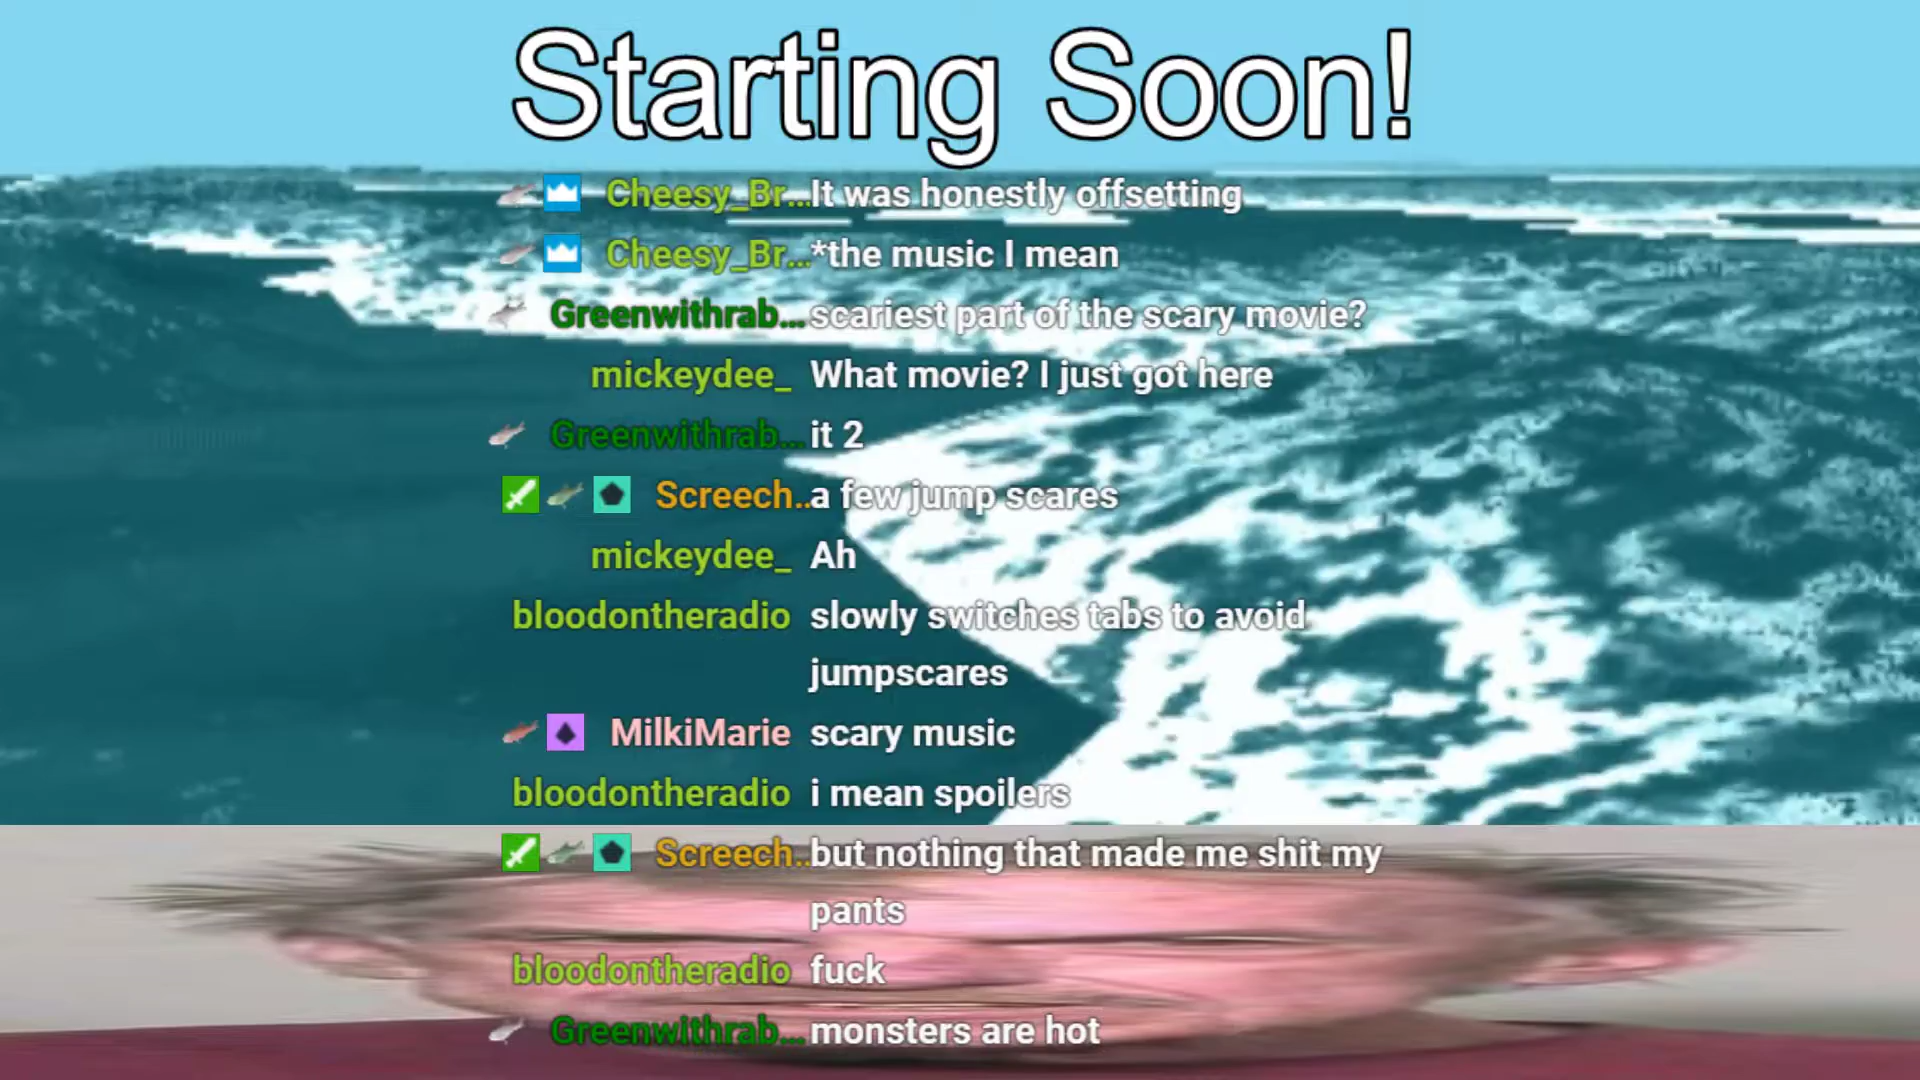 Starting Soon!
Cheesy_Br... It was honestly offsetting
Cheesy_Br... *the music I mean
Greenwithrab... scariest part of the scary movie?
mickeydee_ What movie? I just got here
Greenwithrab... it 2
Screech.. a few jump scares
mickeydee_ Ah
bloodontheradio slowly switches tabs to avoid
jumpscares
MilkiMarie scary music
bloodontheradio i mean spoilers
Screech.. but nothing that made me shit my
pants
bloodontheradio fuck
Greenwithrab... monsters are hot